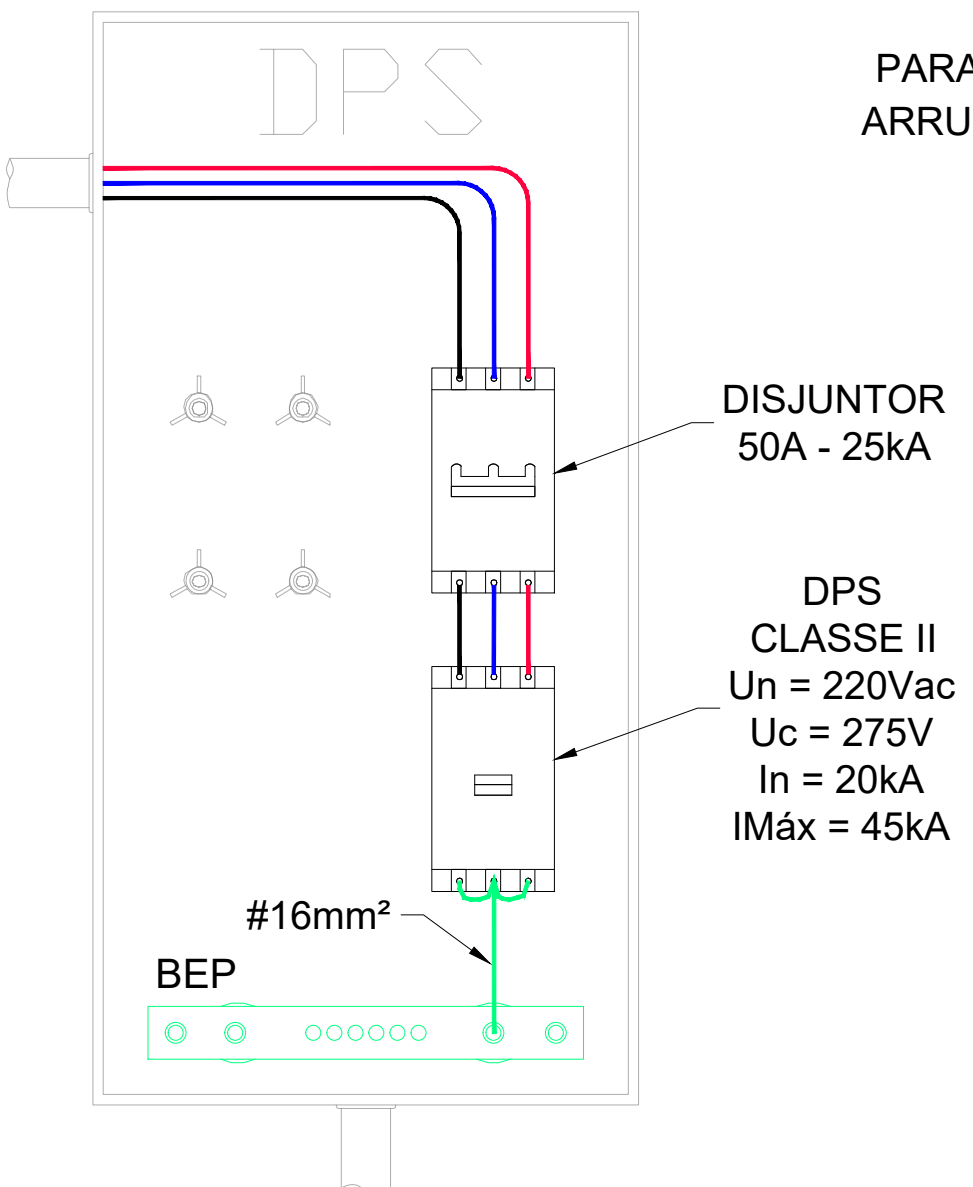 DPS
PARA
ARRU
DISJUNTOR
50A - 25kA
DPS
CLASSE II
Un = 220Vac
Uc = 275V
In = 20kA
IMáx = 45kA
#16mm²
BEP